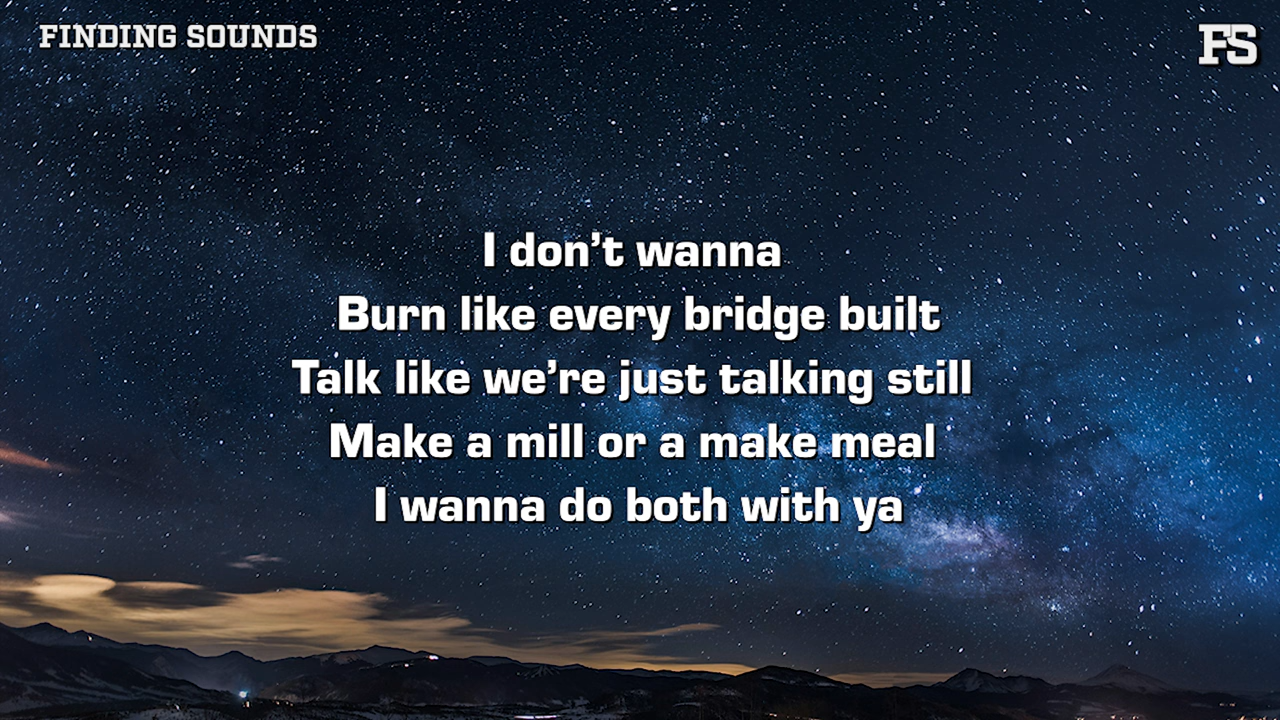 FINDING SOUNDS
FS
I don't wanna
Burn like every bridge built
Talk like we're just talking still
Make a mill or a make meal
I wanna do both with ya